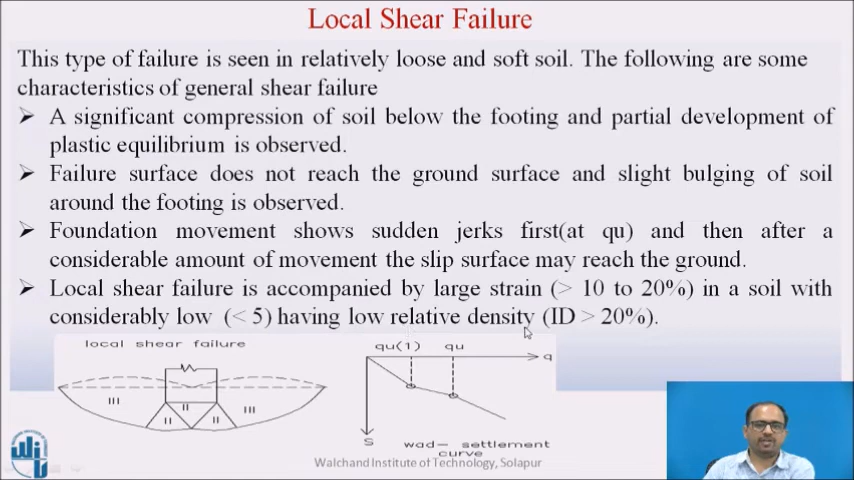 Local Shear Failure
This type of failure is seen in relatively loose and soft soil. The following are some
characteristics of general shear failure
➢ A significant compression of soil below the footing and partial development of
plastic equilibrium is observed.
➢ Failure surface does not reach the ground surface and slight bulging of soil
around the footing is observed.
➢ Foundation movement shows sudden jerks first(at qu) and then after a
considerable amount of movement the slip surface may reach the ground.
➢ Local shear failure is accompanied by large strain (> 10 to 20%) in a soil with
considerably low (< 5) having low relative density (ID > 20%).
local shear failure
III II III
II II
qu(1) qu
q
S
wad— settlement
curve
Walchand Institute of Technology, Solapur